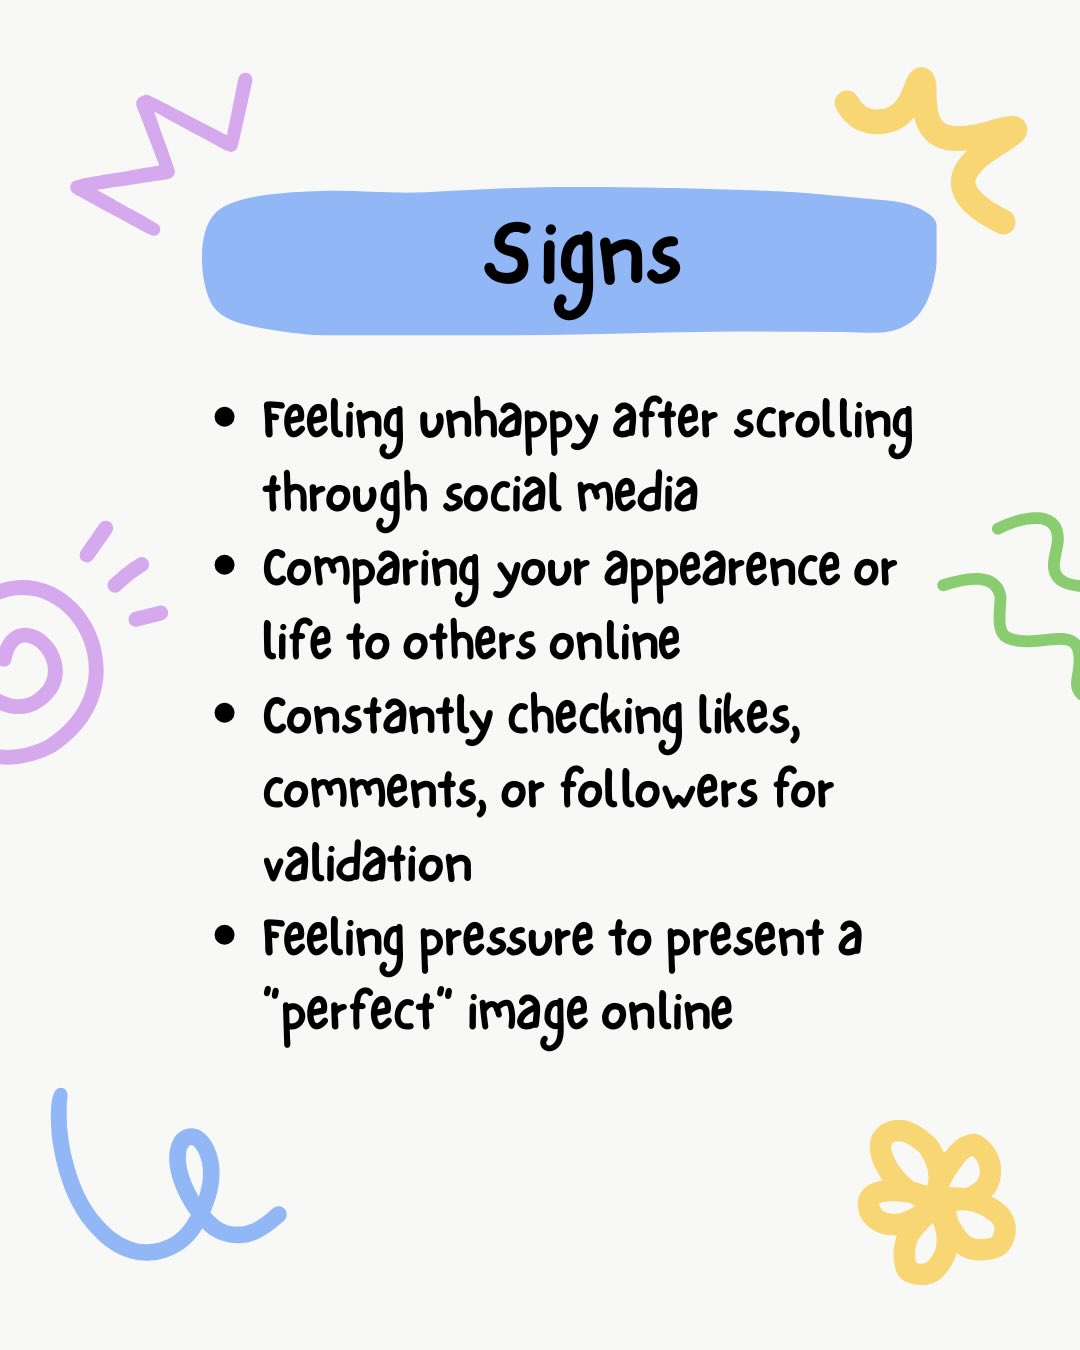 Signs
• Feeling unhappy after scrolling
through social media
• Comparing your appearence or
life to others online
• Constantly checking likes,
comments, or followers for
validation
• Feeling pressure to present a
"perfect" image online